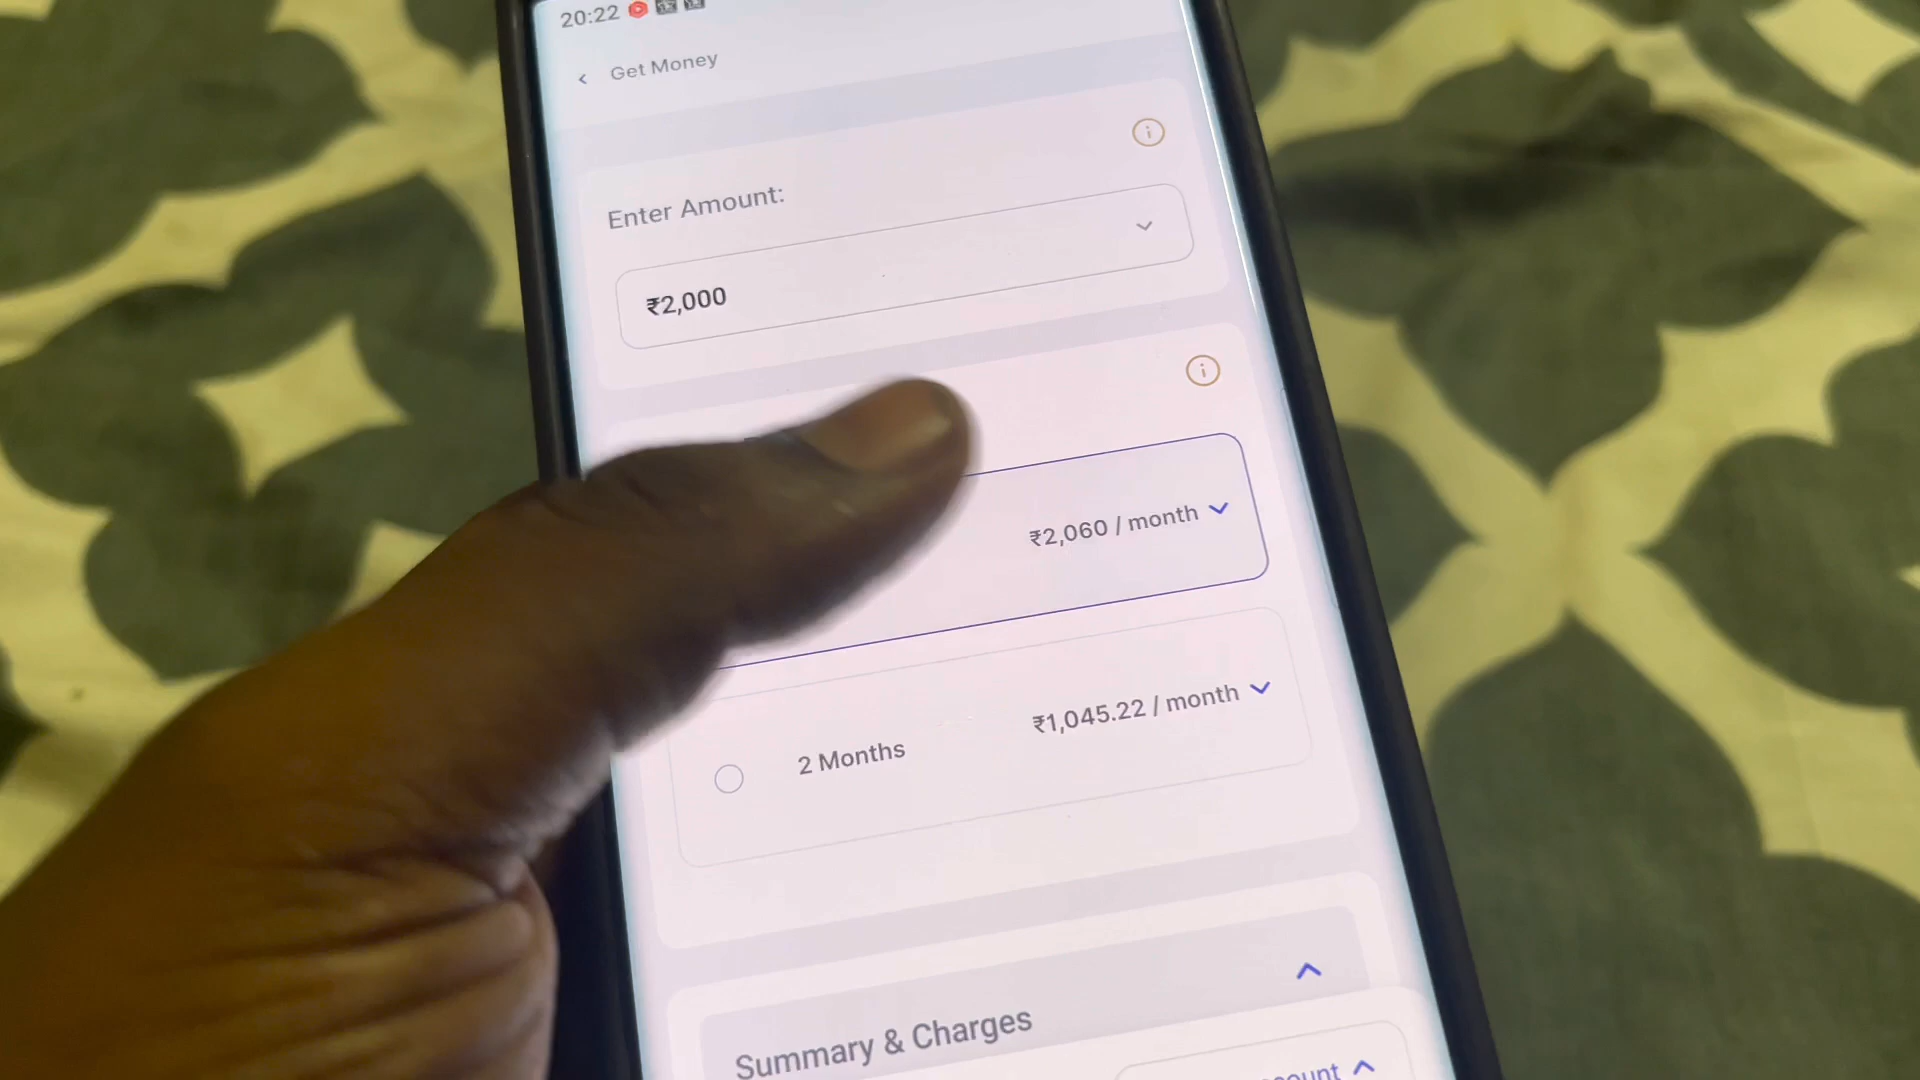 20:22
Get Money
Enter Amount:
₹2,000
₹2,060 / month
2 Months
₹1,045.22 / month
Summary & Charges